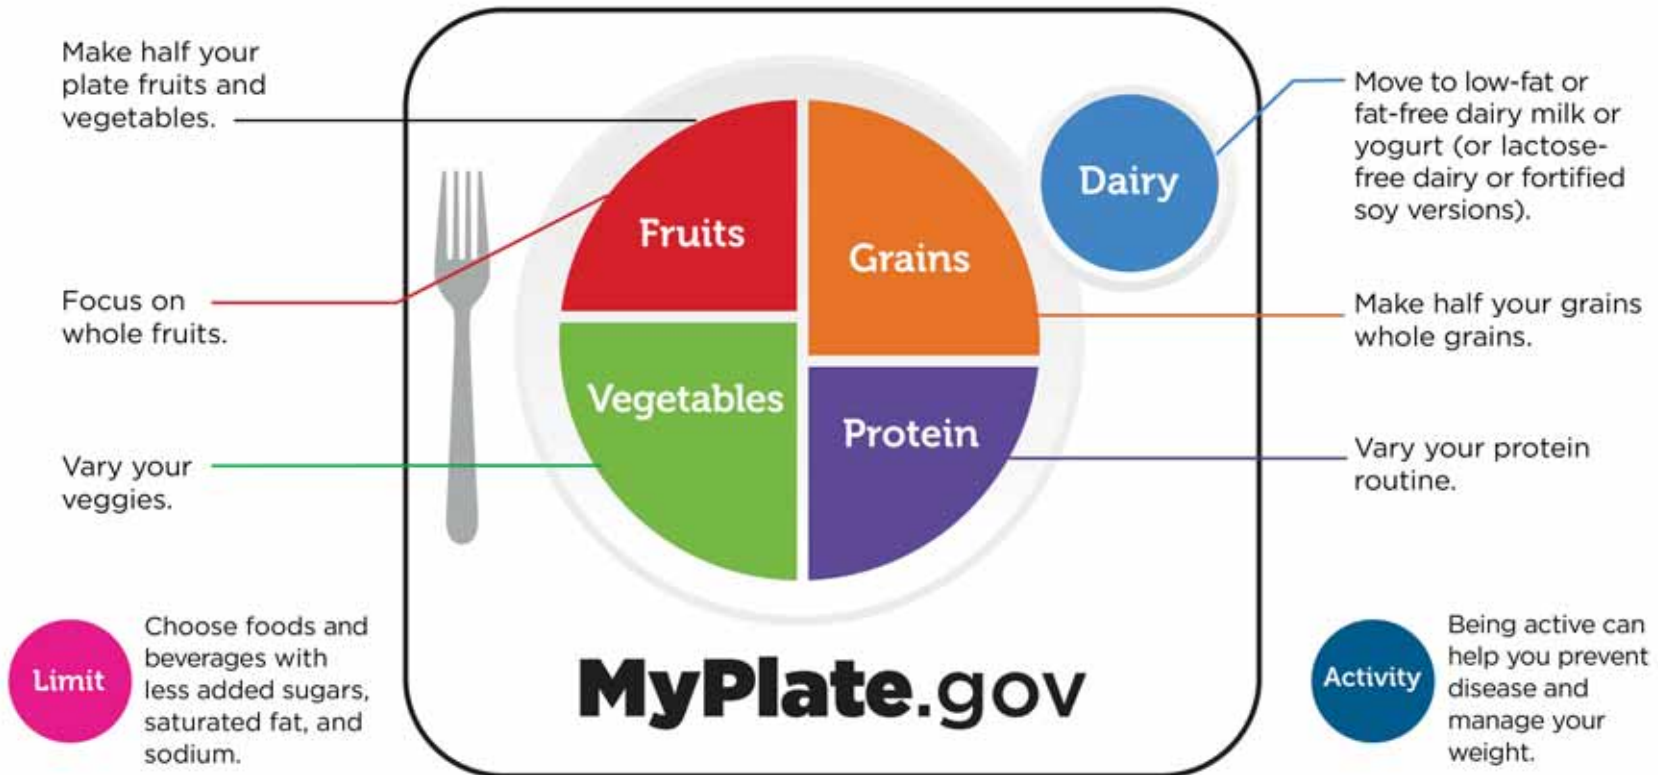 Make half your
plate fruits and
vegetables.
Focus on
whole fruits.
Vary your
veggies.
Fruits
Grains
Vegetables
Protein
Dairy
Move to low-fat or
fat-free dairy milk or
yogurt (or lactose-
free dairy or fortified
soy versions).
Make half your grains
whole grains.
Vary your protein
routine.
Limit
Choose foods and
beverages with
less added sugars,
saturated fat, and
sodium.
MyPlate.gov
Activity
Being active can
help you prevent
disease and
manage your
weight.